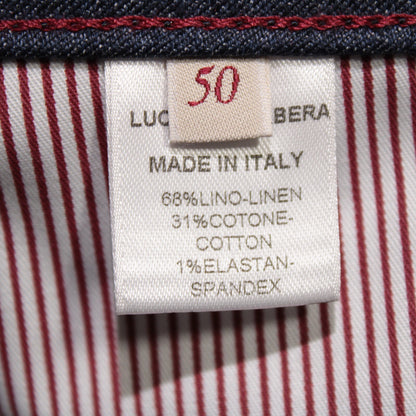 50
LUC BERA
MADE IN ITALY
68%LINO-LINEN
31%COTONE-
COTTON
1%ELASTAN-
SPANDEX